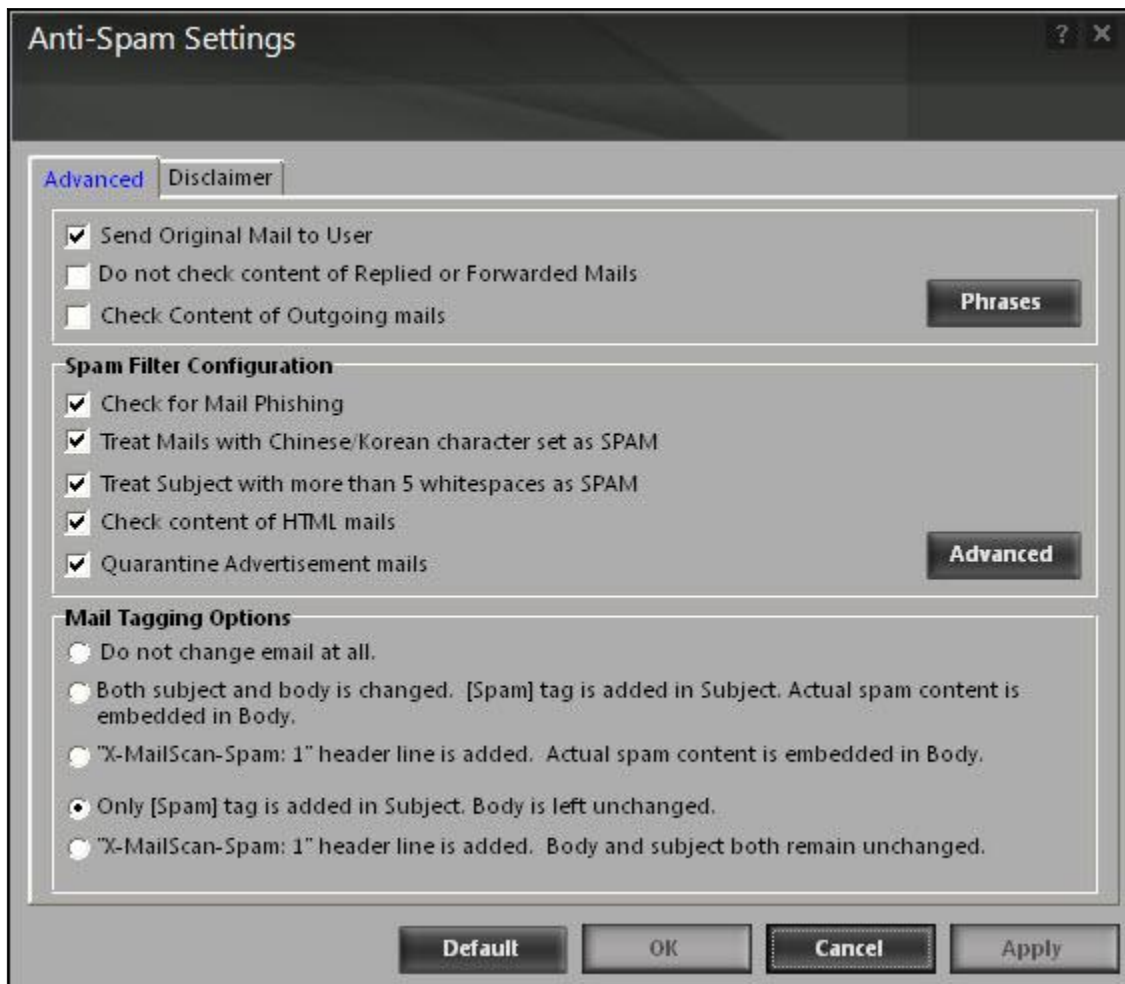 Anti-Spam Settings
? ×
Advanced Disclaimer
Send Original Mail to User
Do not check content of Replied or Forwarded Mails
Check Content of Outgoing mails
Phrases
Spam Filter Configuration
Check for Mail Phishing
Treat Mails with Chinese/Korean character set as SPAM
Treat Subject with more than 5 whitespaces as SPAM
Check content of HTML mails
Quarantine Advertisement mails
Advanced
Mail Tagging Options
Do not change email at all.
Both subject and body is changed. [Spam] tag is added in Subject. Actual spam content is
embedded in Body.
"X-MailScan-Spam: 1" header line is added. Actual spam content is embedded in Body.
Only [Spam] tag is added in Subject. Body is left unchanged.
"X-MailScan-Spam: 1" header line is added. Body and subject both remain unchanged.
Default OK Cancel Apply